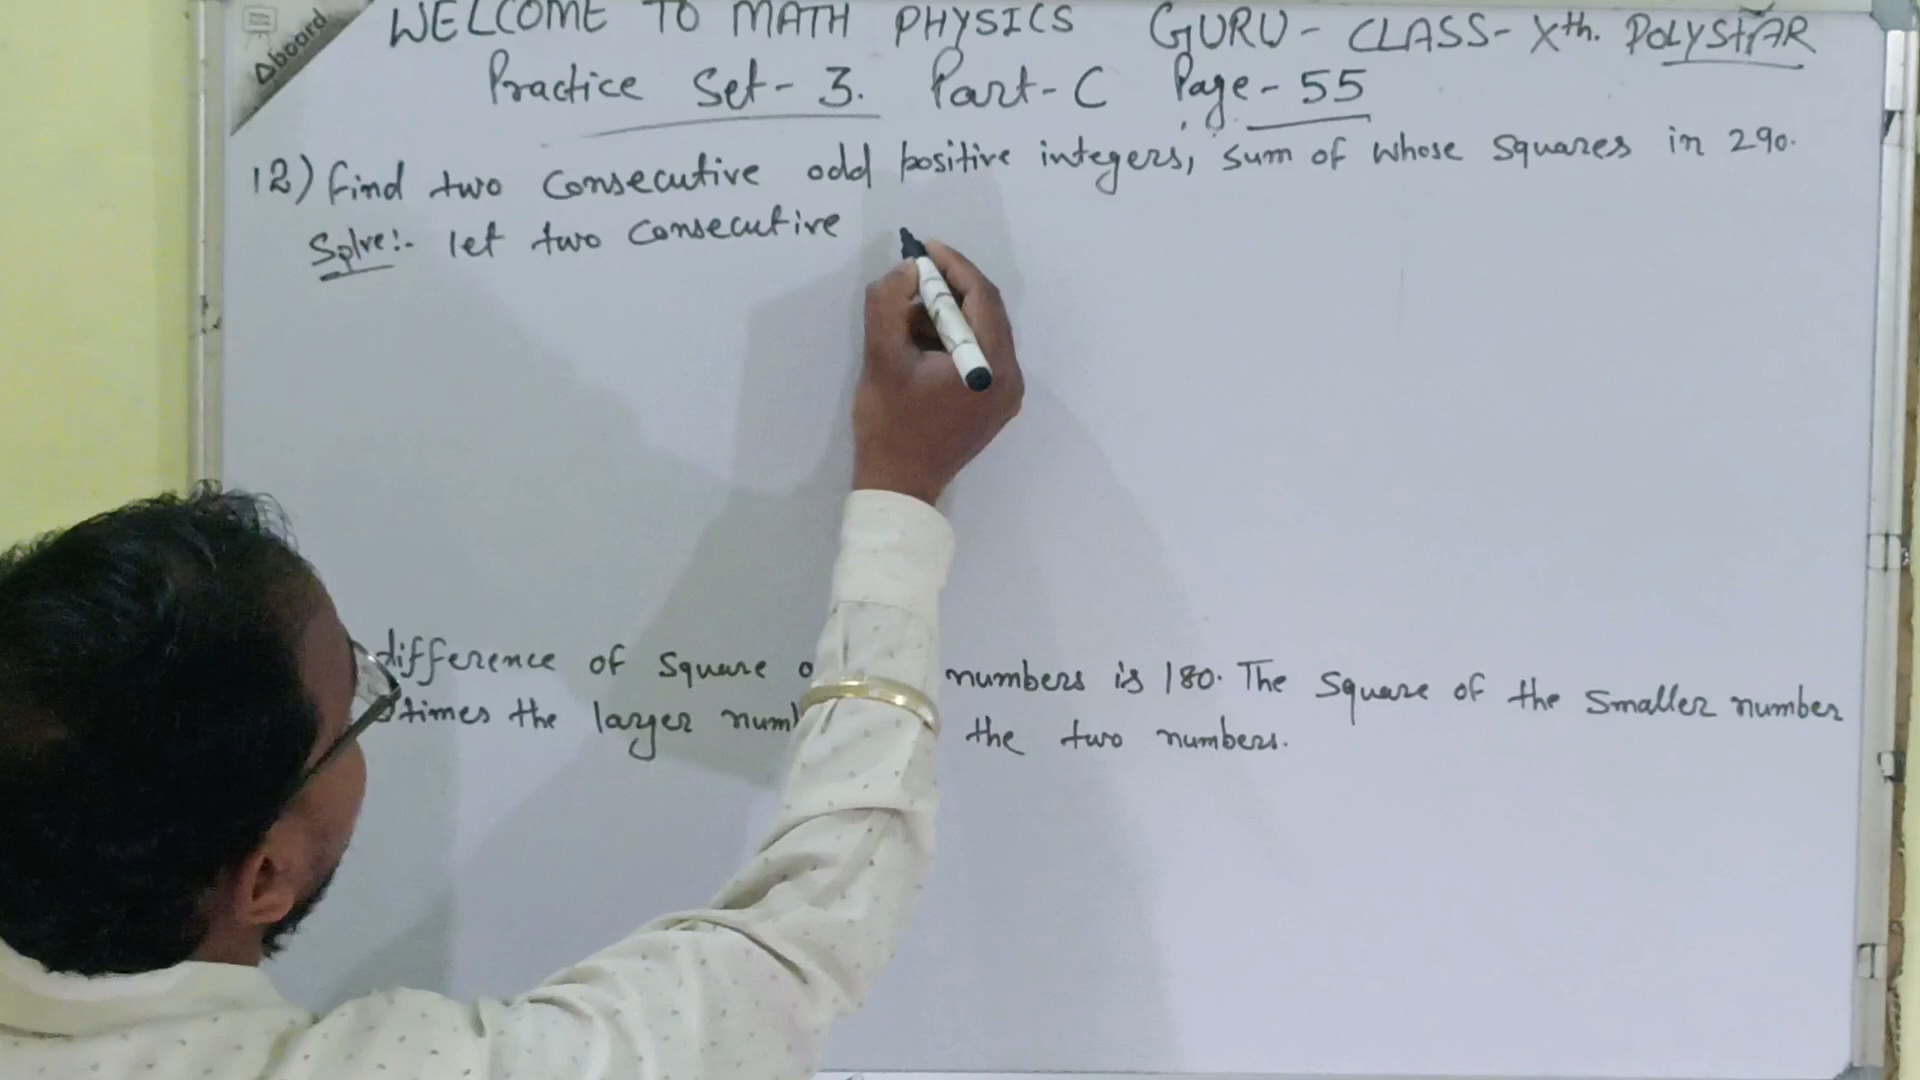 Δboard
WELCOME TO MATH PHYSICS GURU - CLASS - Xth. POLYSTAR
Practice Set - 3. Part - C Page - 55
12) find two consecutive odd positive integers, sum of whose squares in 290.
Solve:- let two consecutive
difference of square numbers is 180. The square of the smaller number
times the larger the two numbers.